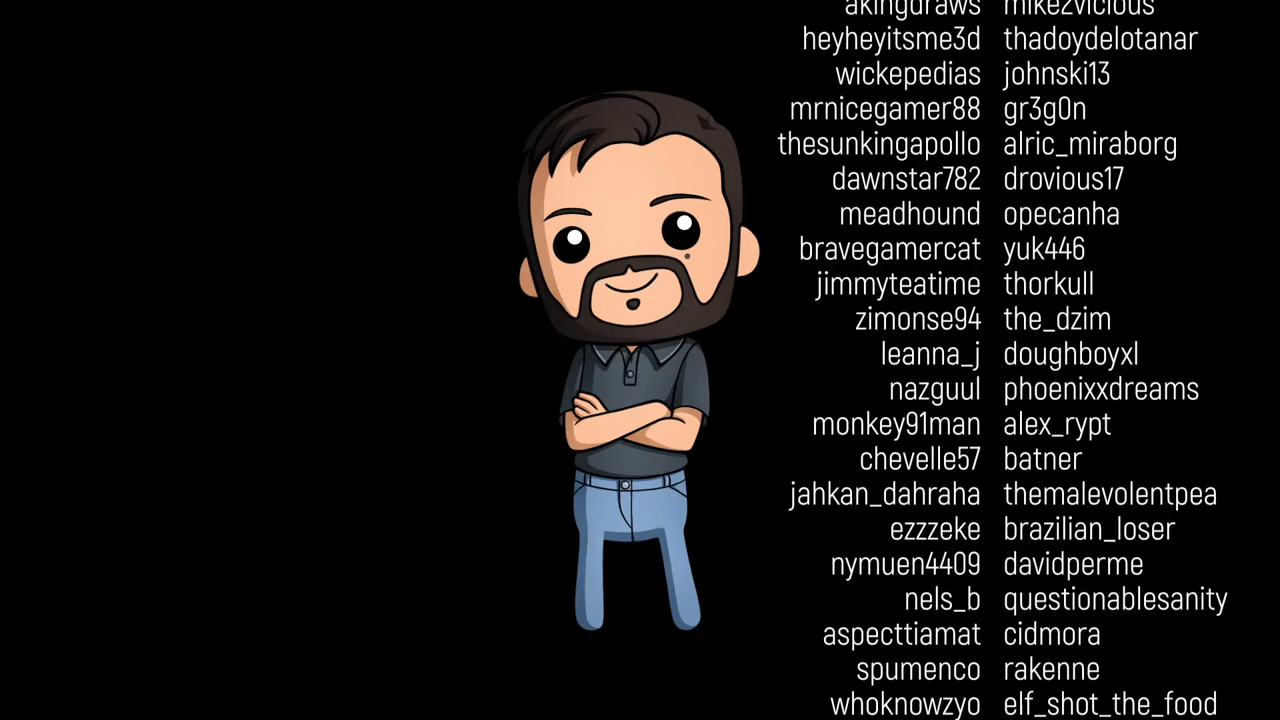 akingdraws mike2vicious
heyheyitsme3d thadoydelotanar
wickepedias johnski13
mrnicegamer88 gr3g0n
thesunkingapollo alric_miraborg
dawnstar782 drovious17
meadhound opecanha
bravegamercat yuk446
jimmyteatime thorkull
zimonse94 the_dzim
leanna_j doughboyxl
nazguul phoenixxdreams
monkey91man alex_rypt
chevelle57 batner
jahkan_dahraha themalevolentpea
ezzzeke brazilian_loser
nymuen4409 davidperme
nels_b questionablesanity
aspecttiamat cidmora
spumenco rakenne
whoknowzyo elf_shot_the_food